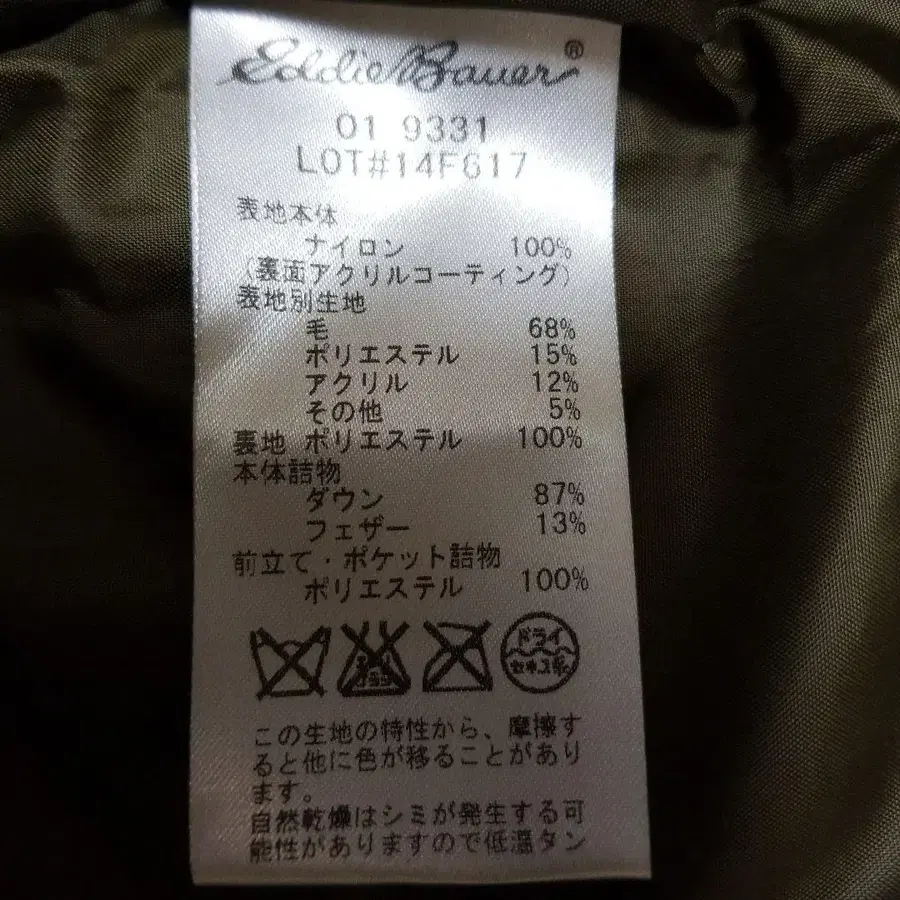 Eddie Bauer®
01 9331
LOT#14F617
表地本体
ナイロン 100%
(裏面アクリルコーティング)
表地別生地
毛 68%
ポリエステル 15%
アクリル 12%
その他 5%
裏地 ポリエステル 100%
本体詰物
ダウン 87%
フェザー 13%
前立て・ポケット詰物
ポリエステル 100%
エンソ
サラシ
ドライ
セキユ系
この生地の特性から、摩擦す
ると他に色が移ることがあり
ます。
自然乾燥はシミが発生する可
能性がありますので低温タン